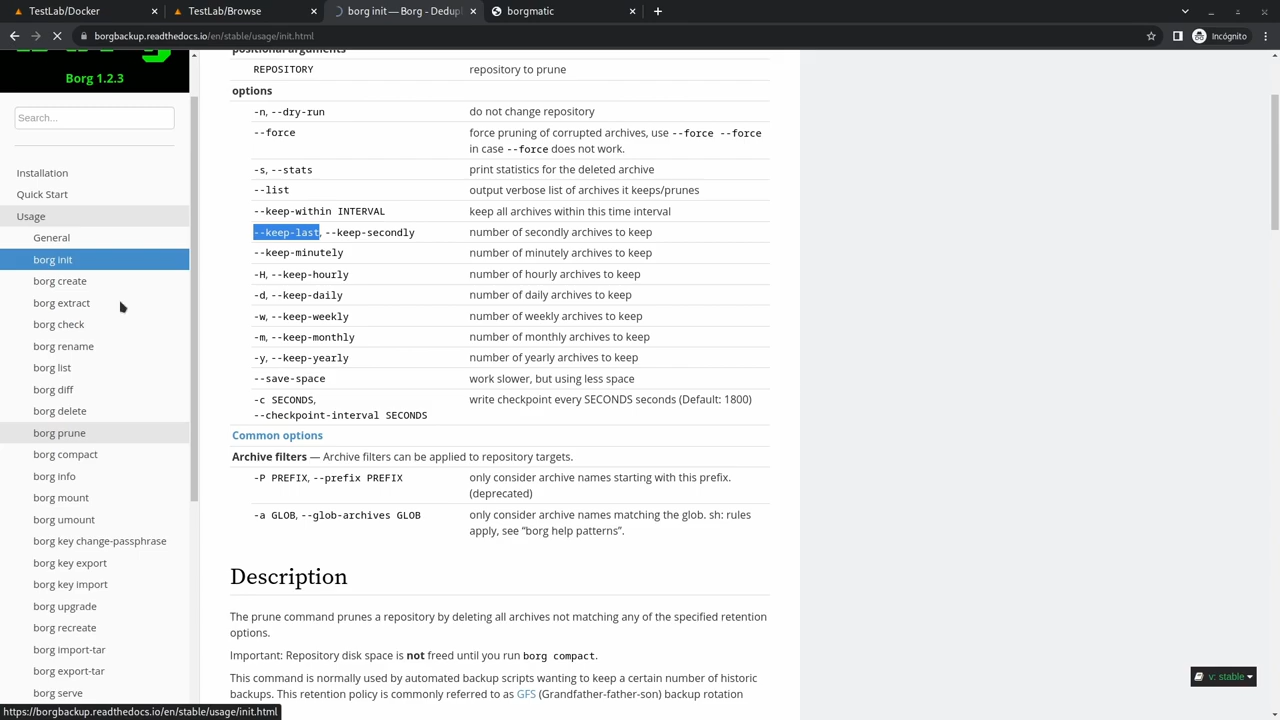 TestLab/Docker
TestLab/Browse
borg init — Borg - Dedupl
borgmatic
borgbackup.readthedocs.io/en/stable/usage/init.html
Incógnito
Borg 1.2.3
Search...
Installation
Quick Start
Usage
General
borg init
borg create
borg extract
borg check
borg rename
borg list
borg diff
borg delete
borg prune
borg compact
borg info
borg mount
borg umount
borg key change-passphrase
borg key export
borg key import
borg upgrade
borg recreate
borg import-tar
borg export-tar
borg serve
positional arguments
REPOSITORY repository to prune
options
-n, --dry-run do not change repository
--force force pruning of corrupted archives, use --force --force
in case --force does not work.
-s, --stats print statistics for the deleted archive
--list output verbose list of archives it keeps/prunes
--keep-within INTERVAL keep all archives within this time interval
--keep-last, --keep-secondly number of secondly archives to keep
--keep-minutely number of minutely archives to keep
-H, --keep-hourly number of hourly archives to keep
-d, --keep-daily number of daily archives to keep
-w, --keep-weekly number of weekly archives to keep
-m, --keep-monthly number of monthly archives to keep
-y, --keep-yearly number of yearly archives to keep
--save-space work slower, but using less space
-c SECONDS, write checkpoint every SECONDS seconds (Default: 1800)
--checkpoint-interval SECONDS
Common options
Archive filters — Archive filters can be applied to repository targets.
-P PREFIX, --prefix PREFIX only consider archive names starting with this prefix.
(deprecated)
-a GLOB, --glob-archives GLOB only consider archive names matching the glob. sh: rules
apply, see “borg help patterns”.
Description
The prune command prunes a repository by deleting all archives not matching any of the specified retention
options.
Important: Repository disk space is not freed until you run borg compact.
This command is normally used by automated backup scripts wanting to keep a certain number of historic
backups. This retention policy is commonly referred to as GFS (Grandfather-father-son) backup rotation
v: stable
https://borgbackup.readthedocs.io/en/stable/usage/init.html